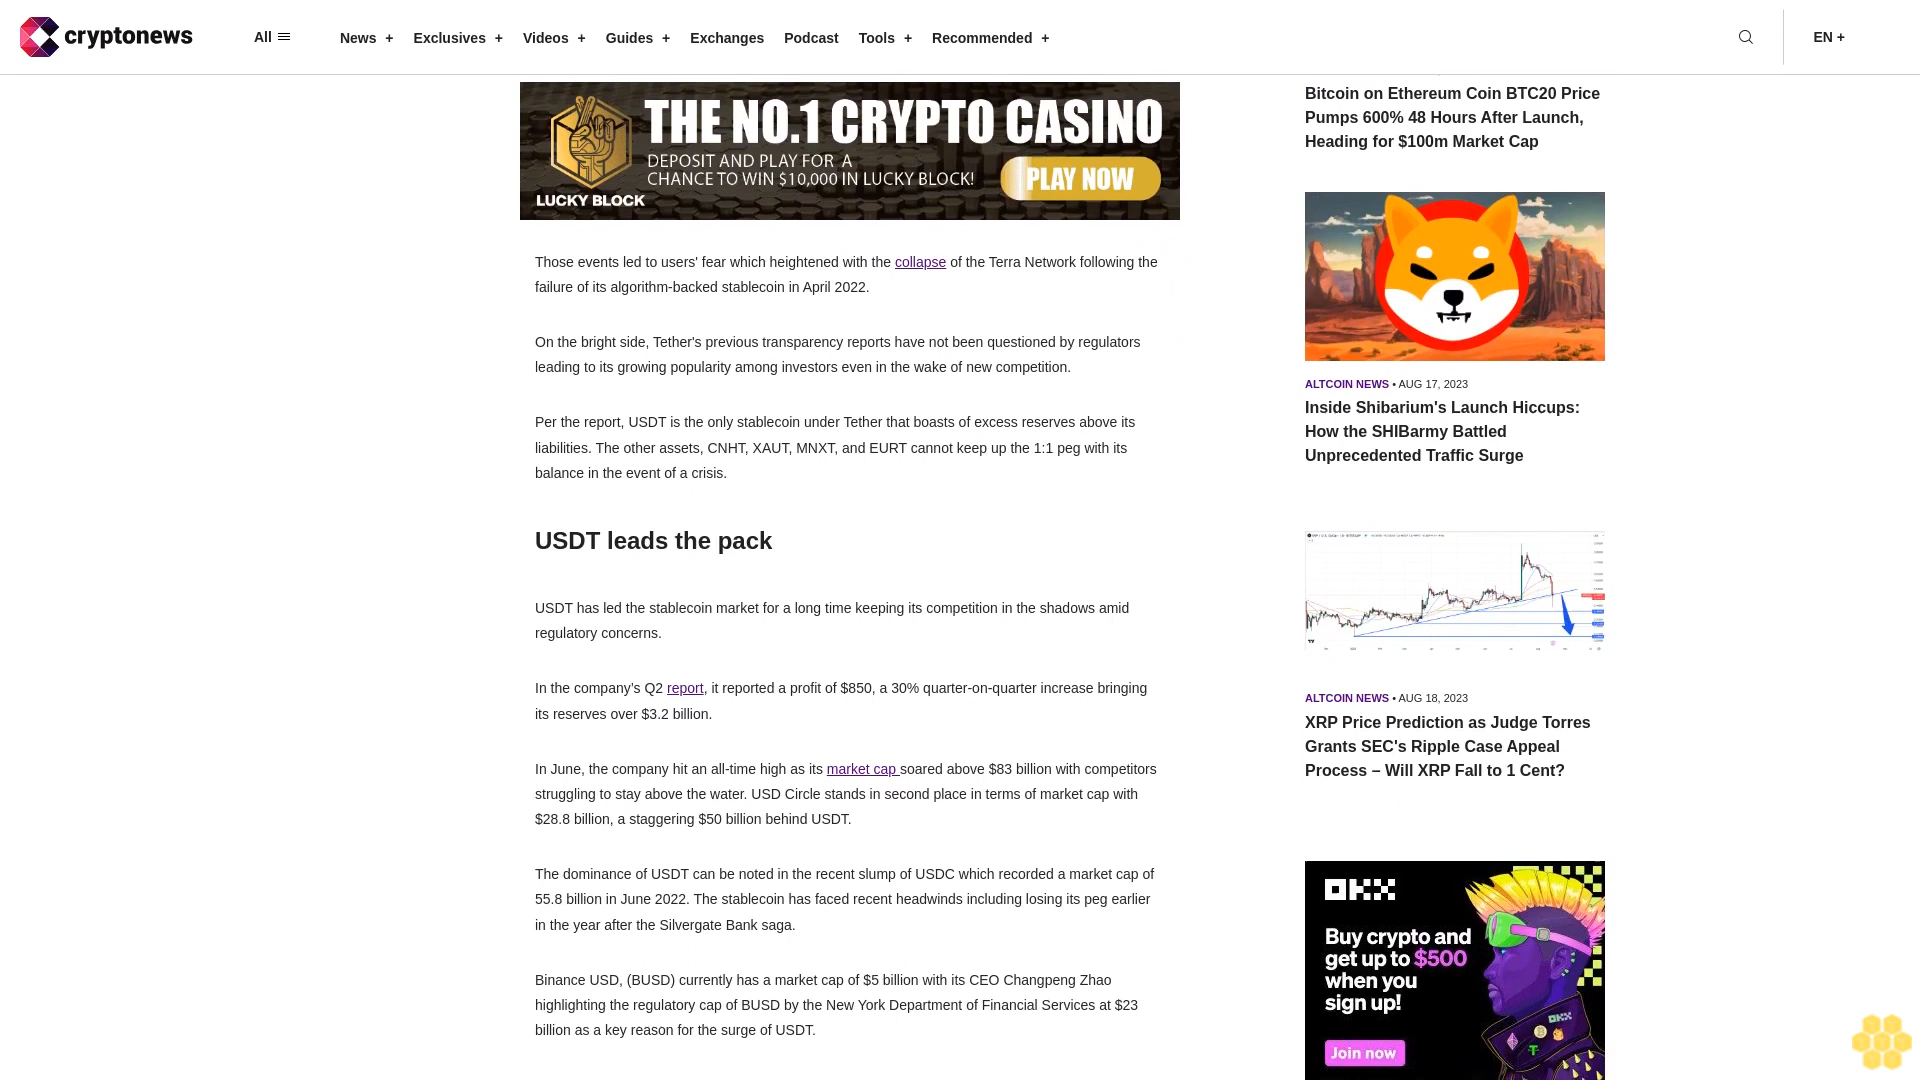 cryptonews
All
News +
Exclusives +
Videos +
Guides +
Exchanges
Podcast
Tools +
Recommended +
EN +
THE NO.1 CRYPTO CASINO
DEPOSIT AND PLAY FOR A
CHANCE TO WIN $10,000 IN LUCKY BLOCK!
PLAY NOW
LUCKY BLOCK
Those events led to users' fear which heightened with the collapse of the Terra Network following the
failure of its algorithm-backed stablecoin in April 2022.
On the bright side, Tether's previous transparency reports have not been questioned by regulators
leading to its growing popularity among investors even in the wake of new competition.
Per the report, USDT is the only stablecoin under Tether that boasts of excess reserves above its
liabilities. The other assets, CNHT, XAUT, MNXT, and EURT cannot keep up the 1:1 peg with its
balance in the event of a crisis.
USDT leads the pack
USDT has led the stablecoin market for a long time keeping its competition in the shadows amid
regulatory concerns.
In the company’s Q2 report, it reported a profit of $850, a 30% quarter-on-quarter increase bringing
its reserves over $3.2 billion.
In June, the company hit an all-time high as its market cap soared above $83 billion with competitors
struggling to stay above the water. USD Circle stands in second place in terms of market cap with
$28.8 billion, a staggering $50 billion behind USDT.
The dominance of USDT can be noted in the recent slump of USDC which recorded a market cap of
55.8 billion in June 2022. The stablecoin has faced recent headwinds including losing its peg earlier
in the year after the Silvergate Bank saga.
Binance USD, (BUSD) currently has a market cap of $5 billion with its CEO Changpeng Zhao
highlighting the regulatory cap of BUSD by the New York Department of Financial Services at $23
billion as a key reason for the surge of USDT.
Bitcoin on Ethereum Coin BTC20 Price
Pumps 600% 48 Hours After Launch,
Heading for $100m Market Cap
ALTCOIN NEWS • AUG 17, 2023
Inside Shibarium's Launch Hiccups:
How the SHIBarmy Battled
Unprecedented Traffic Surge
ALTCOIN NEWS • AUG 18, 2023
XRP Price Prediction as Judge Torres
Grants SEC's Ripple Case Appeal
Process – Will XRP Fall to 1 Cent?
OKX
Buy crypto and
get up to $500
when you
sign up!
Join now
OKX